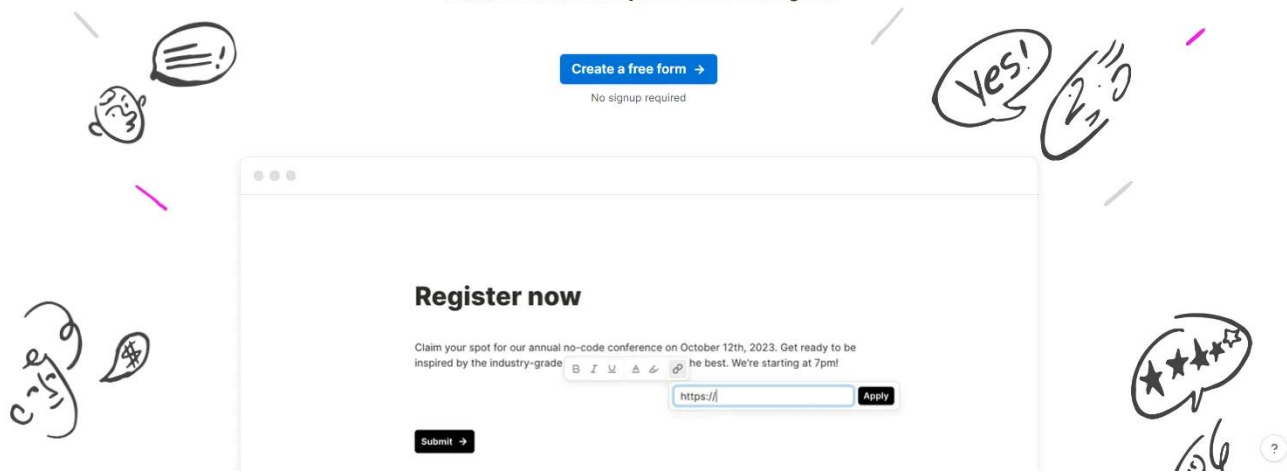 Create a free form →
No signup required
yes!
$
Register now
Claim your spot for our annual no-code conference on October 12th, 2023. Get ready to be
inspired by the industry-grade he best. We're starting at 7pm!
B I U A
https://
Apply
Submit →
?